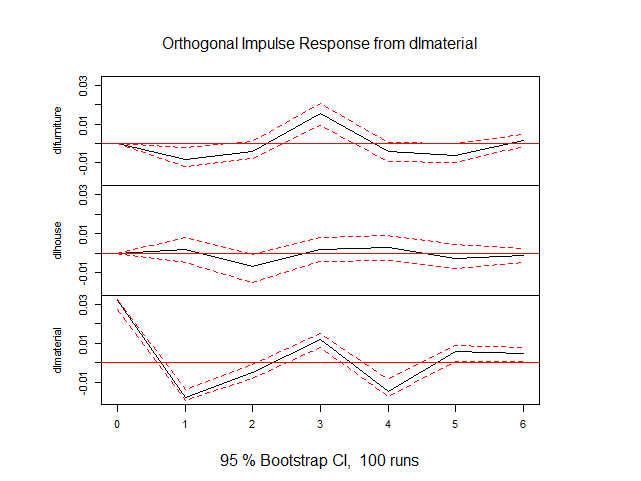 Orthogonal Impulse Response from dlmaterial
dlfurniture
-0.01 0.01 0.03
dlhouse
-0.01 0.01 0.03
dlmaterial
-0.01 0.01 0.03
0 1 2 3 4 5 6
95 % Bootstrap CI, 100 runs